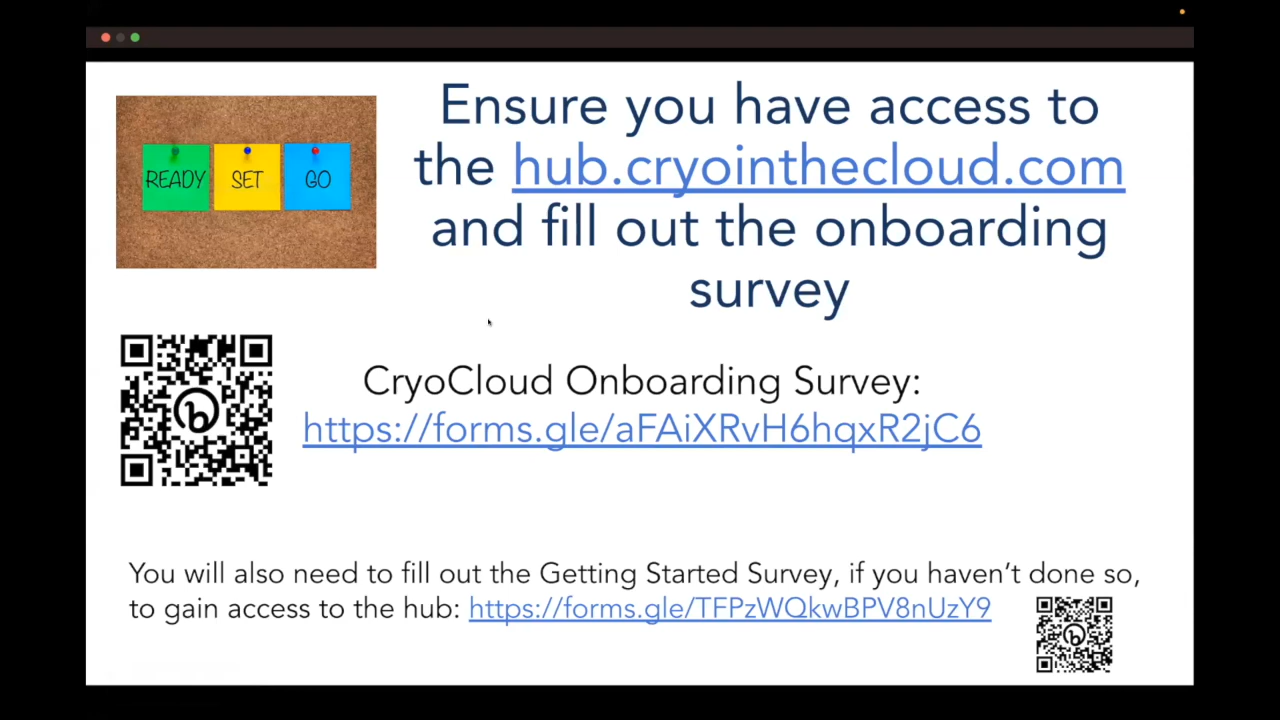 READY SET GO
Ensure you have access to
the hub.cryointhecloud.com
and fill out the onboarding
survey
CryoCloud Onboarding Survey:
https://forms.gle/aFAiXRvH6hqxR2jC6
You will also need to fill out the Getting Started Survey, if you haven’t done so,
to gain access to the hub: https://forms.gle/TFPzWQkwBPV8nUzY9